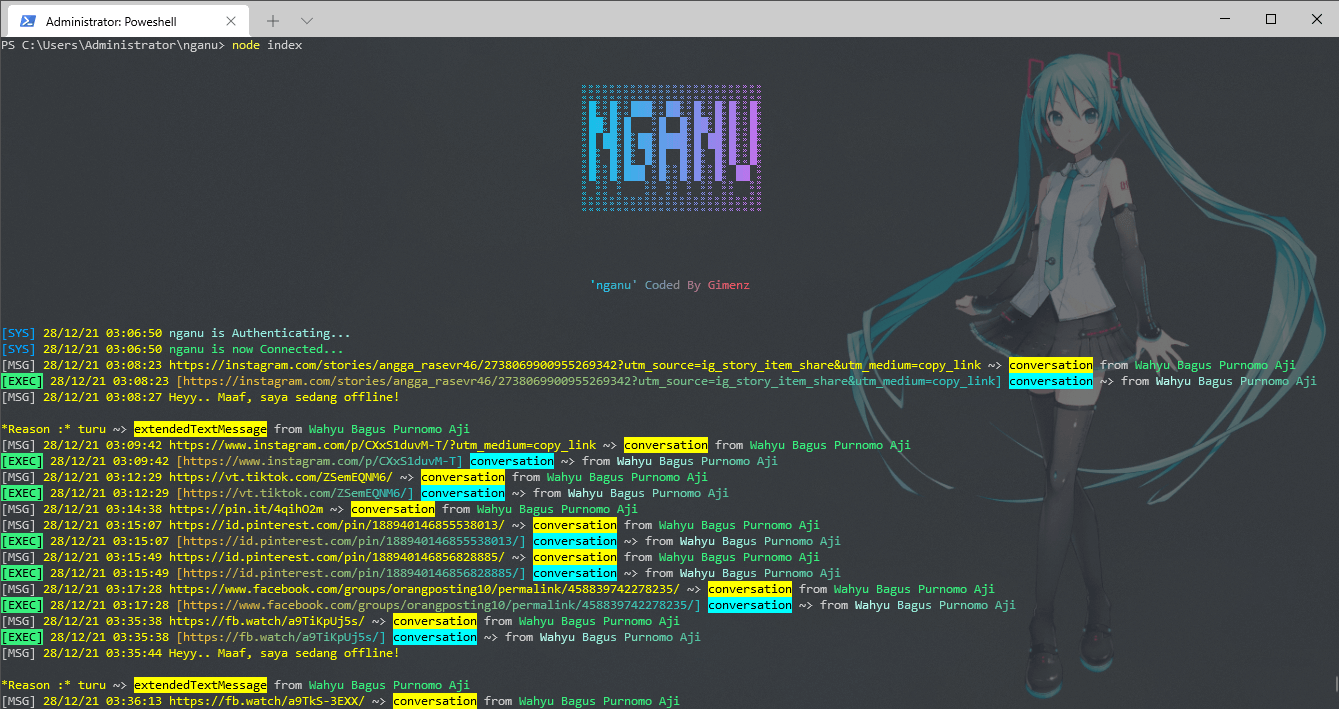 Administrator: Poweshell
PS C:\Users\Administrator\nganu> node index
NGANU
'nganu' Coded By Gimenz
[SYS] 28/12/21 03:06:50 nganu is Authenticating...
[SYS] 28/12/21 03:06:50 nganu is now Connected...
[MSG] 28/12/21 03:08:23 https://instagram.com/stories/angga_rasevr46/2738069900955269342?utm_source=ig_story_item_share&utm_medium=copy_link ~> conversation from Wahyu Bagus Purnomo Aji
[EXEC] 28/12/21 03:08:23 [https://instagram.com/stories/angga_rasevr46/2738069900955269342?utm_source=ig_story_item_share&utm_medium=copy_link] conversation ~> from Wahyu Bagus Purnomo Aji
[MSG] 28/12/21 03:08:27 Heyy.. Maaf, saya sedang offline!
*Reason :* turu ~> extendedTextMessage from Wahyu Bagus Purnomo Aji
[MSG] 28/12/21 03:09:42 https://www.instagram.com/p/CXxS1duvM-T/?utm_medium=copy_link ~> conversation from Wahyu Bagus Purnomo Aji
[EXEC] 28/12/21 03:09:42 [https://www.instagram.com/p/CXxS1duvM-T] conversation ~> from Wahyu Bagus Purnomo Aji
[MSG] 28/12/21 03:12:29 https://vt.tiktok.com/ZSemEQNM6/ ~> conversation from Wahyu Bagus Purnomo Aji
[EXEC] 28/12/21 03:12:29 [https://vt.tiktok.com/ZSemEQNM6/] conversation ~> from Wahyu Bagus Purnomo Aji
[MSG] 28/12/21 03:14:38 https://pin.it/4qihO2m ~> conversation from Wahyu Bagus Purnomo Aji
[MSG] 28/12/21 03:15:07 https://id.pinterest.com/pin/188940146855538013/ ~> conversation from Wahyu Bagus Purnomo Aji
[EXEC] 28/12/21 03:15:07 [https://id.pinterest.com/pin/188940146855538013/] conversation ~> from Wahyu Bagus Purnomo Aji
[MSG] 28/12/21 03:15:49 https://id.pinterest.com/pin/188940146856828885/ ~> conversation from Wahyu Bagus Purnomo Aji
[EXEC] 28/12/21 03:15:49 [https://id.pinterest.com/pin/188940146856828885/] conversation ~> from Wahyu Bagus Purnomo Aji
[MSG] 28/12/21 03:17:28 https://www.facebook.com/groups/orangposting10/permalink/458839742278235/ ~> conversation from Wahyu Bagus Purnomo Aji
[EXEC] 28/12/21 03:17:28 [https://www.facebook.com/groups/orangposting10/permalink/458839742278235/] conversation ~> from Wahyu Bagus Purnomo Aji
[MSG] 28/12/21 03:35:38 https://fb.watch/a9TiKpUj5s/ ~> conversation from Wahyu Bagus Purnomo Aji
[EXEC] 28/12/21 03:35:38 [https://fb.watch/a9TiKpUj5s/] conversation ~> from Wahyu Bagus Purnomo Aji
[MSG] 28/12/21 03:35:44 Heyy.. Maaf, saya sedang offline!
*Reason :* turu ~> extendedTextMessage from Wahyu Bagus Purnomo Aji
[MSG] 28/12/21 03:36:13 https://fb.watch/a9TkS-3EXX/ ~> conversation from Wahyu Bagus Purnomo Aji